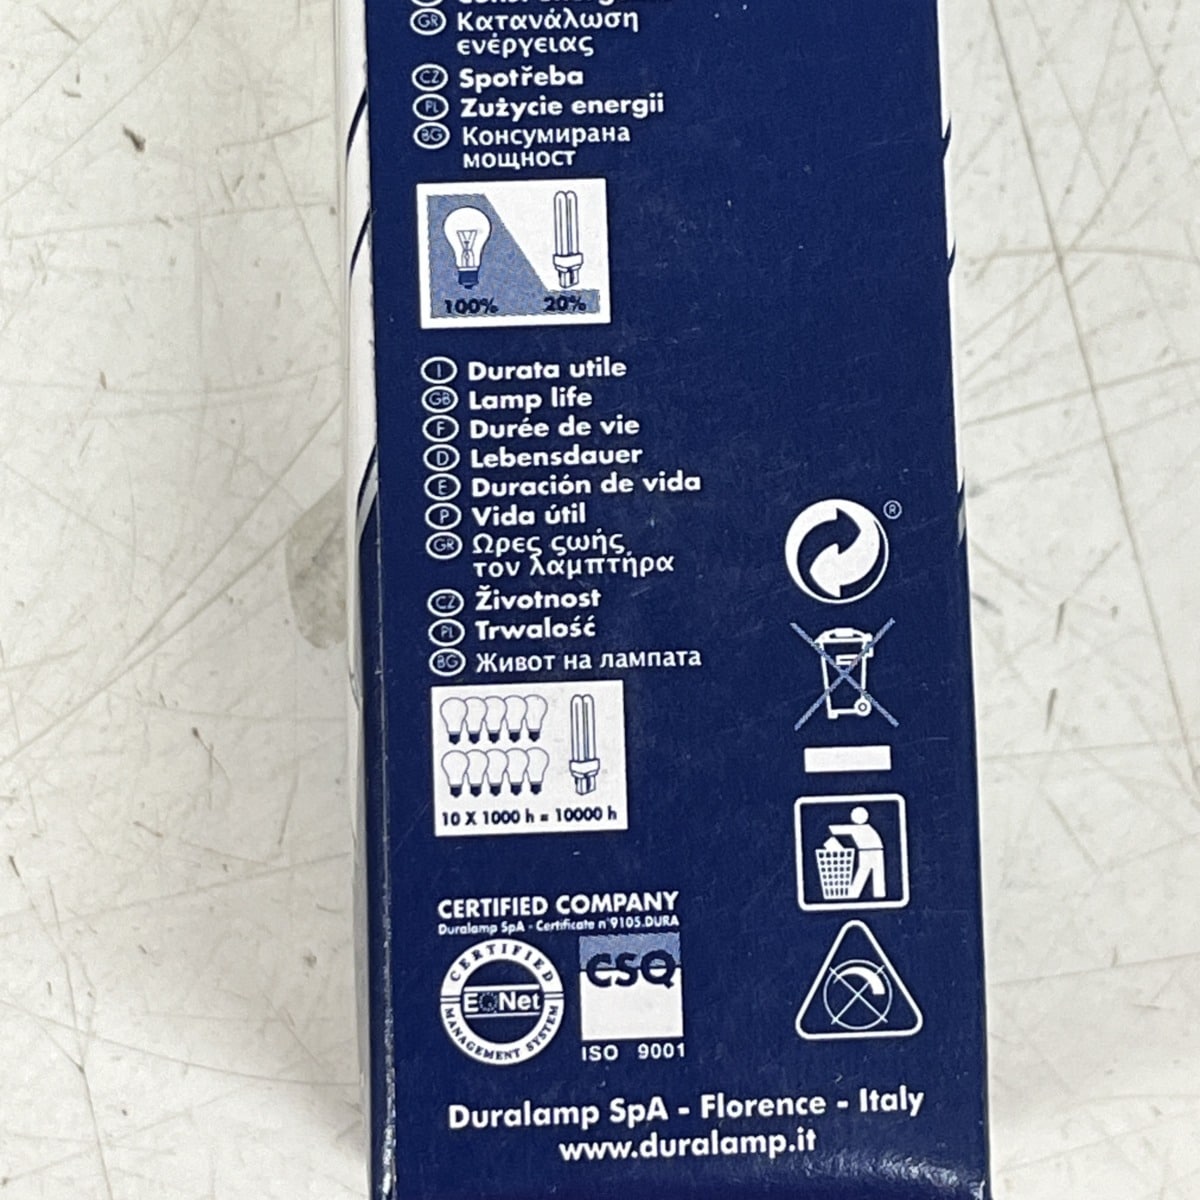 GR Κατανάλωση
ενέργειας
CZ Spotřeba
PL Zużycie energii
BG Консумирана
мощност
100% 20%
I Durata utile
GB Lamp life
F Durée de vie
D Lebensdauer
E Duración de vida
P Vida útil
GR Ωρες ςωής
τον λαμπτήρα
CZ Životnost
PL Trwalość
BG Живот на лампата
®
10 X 1000 h = 10000 h
CERTIFIED COMPANY
Duralamp SpA - Certificate n°9105.DURA
CERTIFIED
IQNet
MANAGEMENT SYSTEM
CSQ
ISO 9001
Duralamp SpA - Florence - Italy
www.duralamp.it